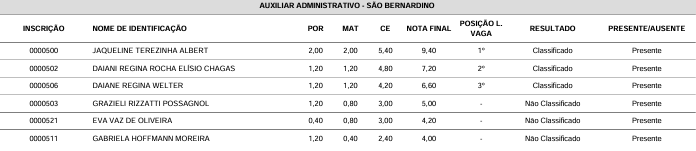 AUXILIAR ADMINISTRATIVO - SÃO BERNARDINO
INSCRIÇÃO NOME DE IDENTIFICAÇÃO POR MAT CE NOTA FINAL POSIÇÃO L. VAGA RESULTADO PRESENTE/AUSENTE
0000500 JAQUELINE TEREZINHA ALBERT 2,00 2,00 5,40 9,40 1º Classificado Presente
0000502 DAIANI REGINA ROCHA ELÍSIO CHAGAS 1,20 1,20 4,80 7,20 2º Classificado Presente
0000506 DAIANE REGINA WELTER 1,20 1,20 4,20 6,60 3º Classificado Presente
0000503 GRAZIELI RIZZATTI POSSAGNOL 1,20 0,80 3,00 5,00 - Não Classificado Presente
0000521 EVA VAZ DE OLIVEIRA 0,40 0,80 3,00 4,20 - Não Classificado Presente
0000511 GABRIELA HOFFMANN MOREIRA 1,20 0,40 2,40 4,00 - Não Classificado Presente